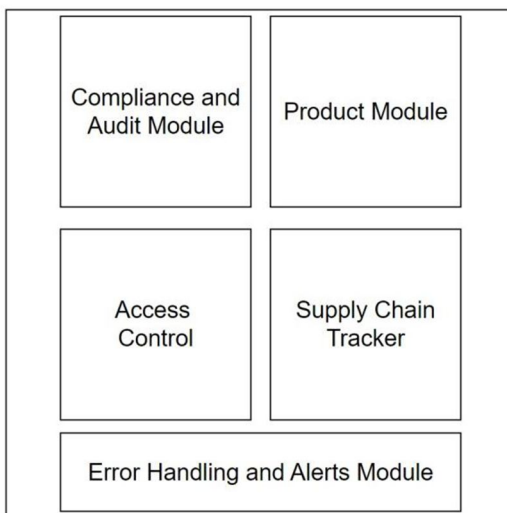 Compliance and
Audit Module
Product Module
Access
Control
Supply Chain
Tracker
Error Handling and Alerts Module